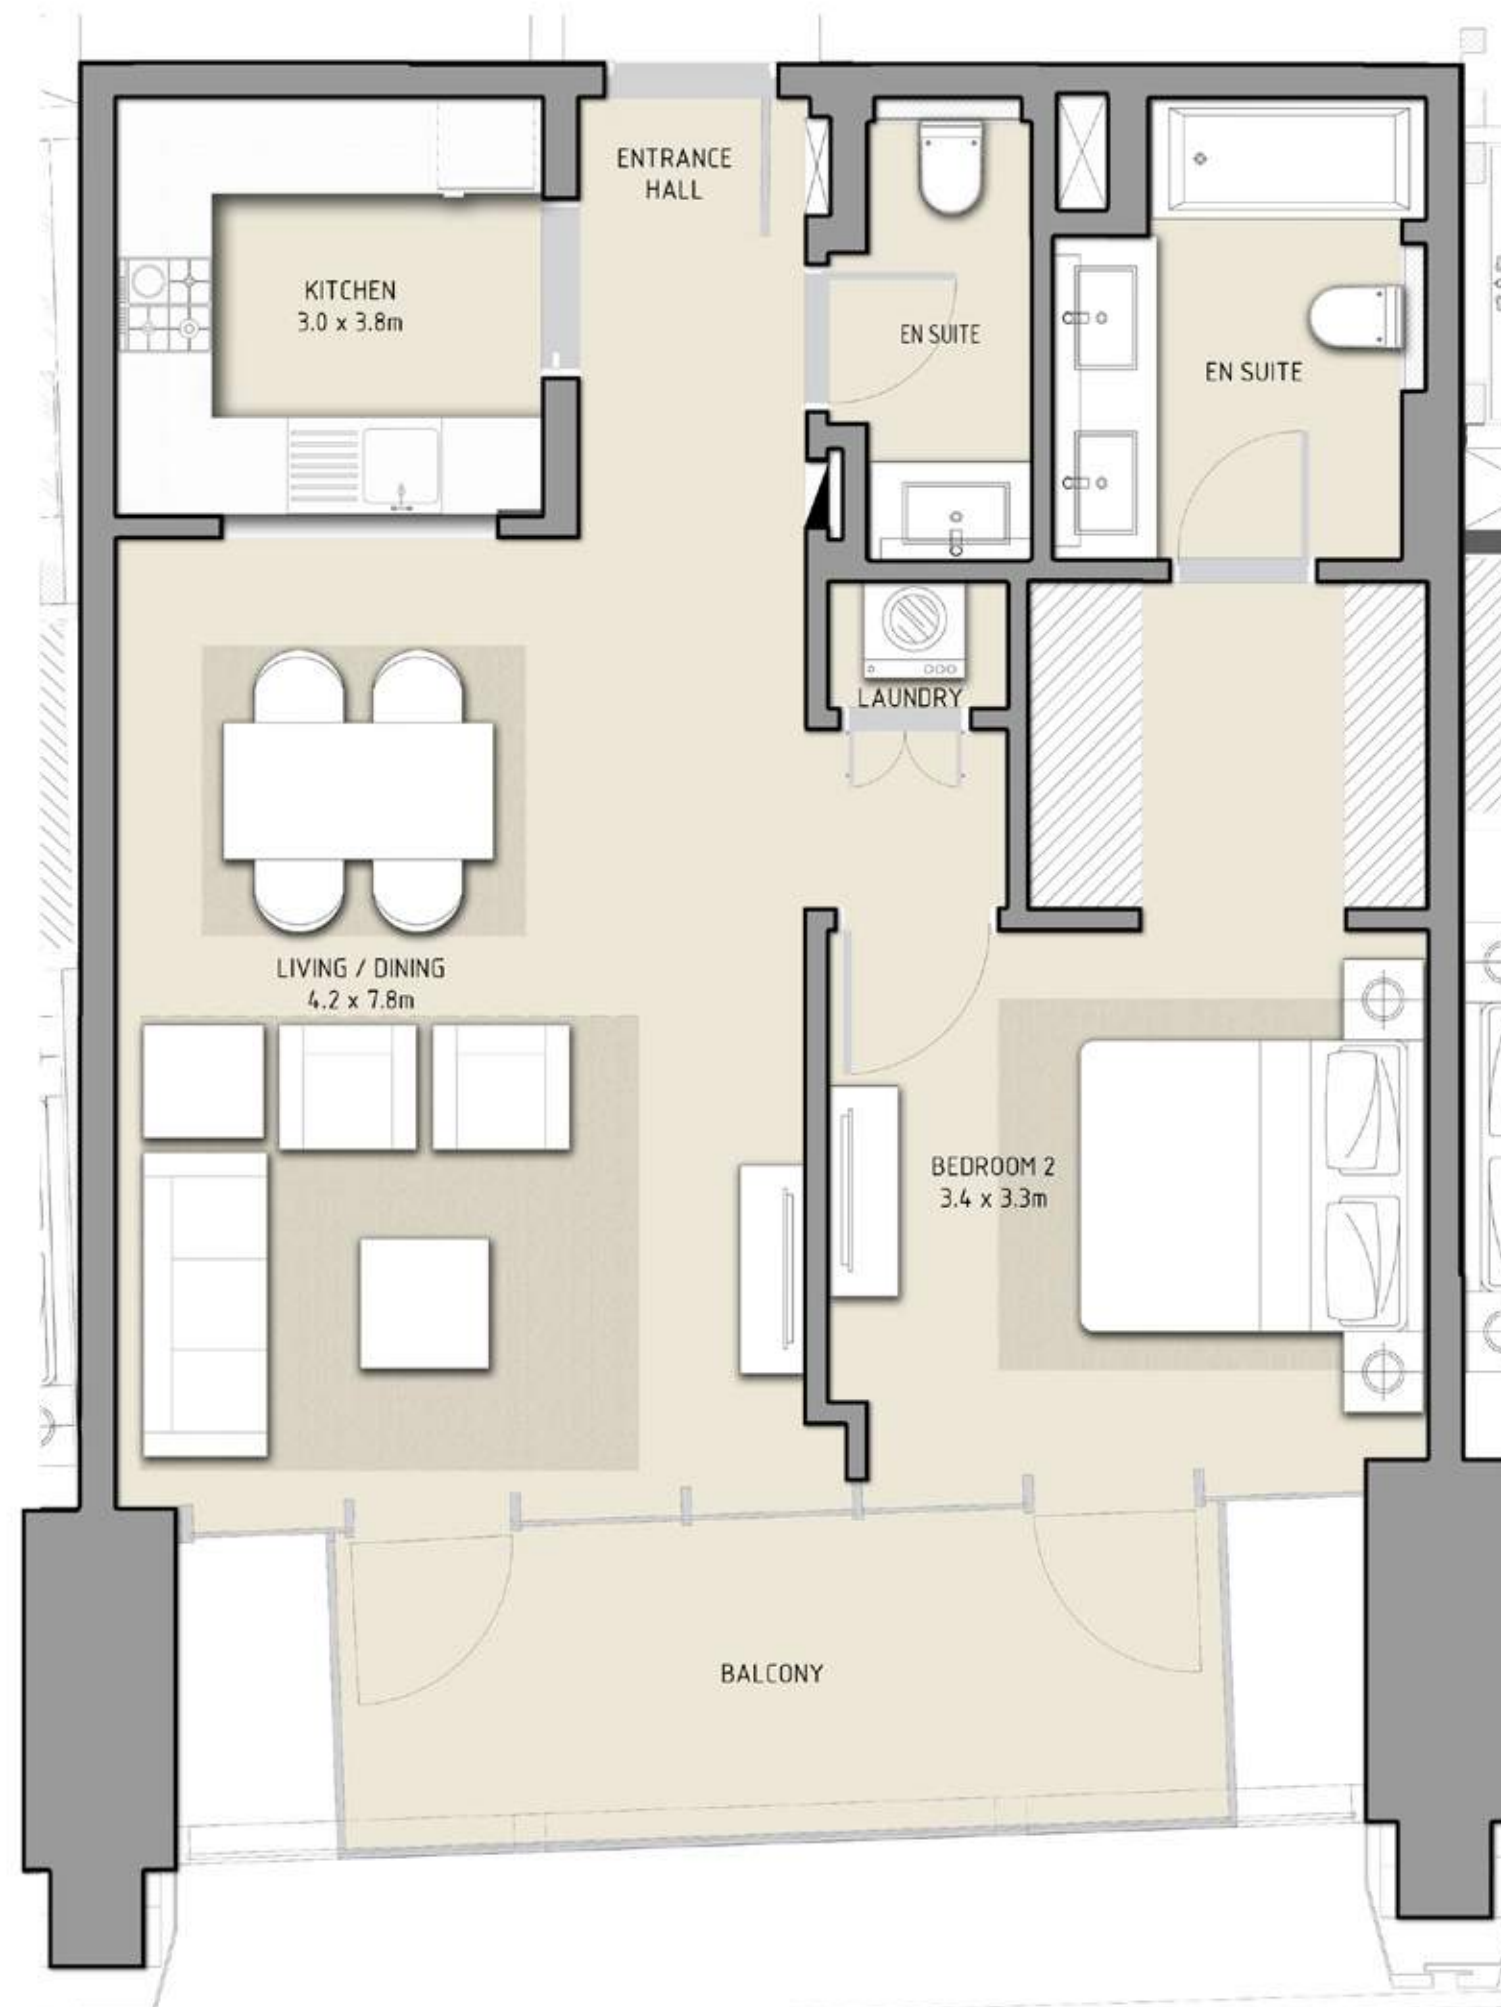 ENTRANCE
HALL
KITCHEN
3.0 x 3.8m
EN SUITE
EN SUITE
LAUNDRY
LIVING / DINING
4.2 x 7.8m
BEDROOM 2
3.4 x 3.3m
BALCONY